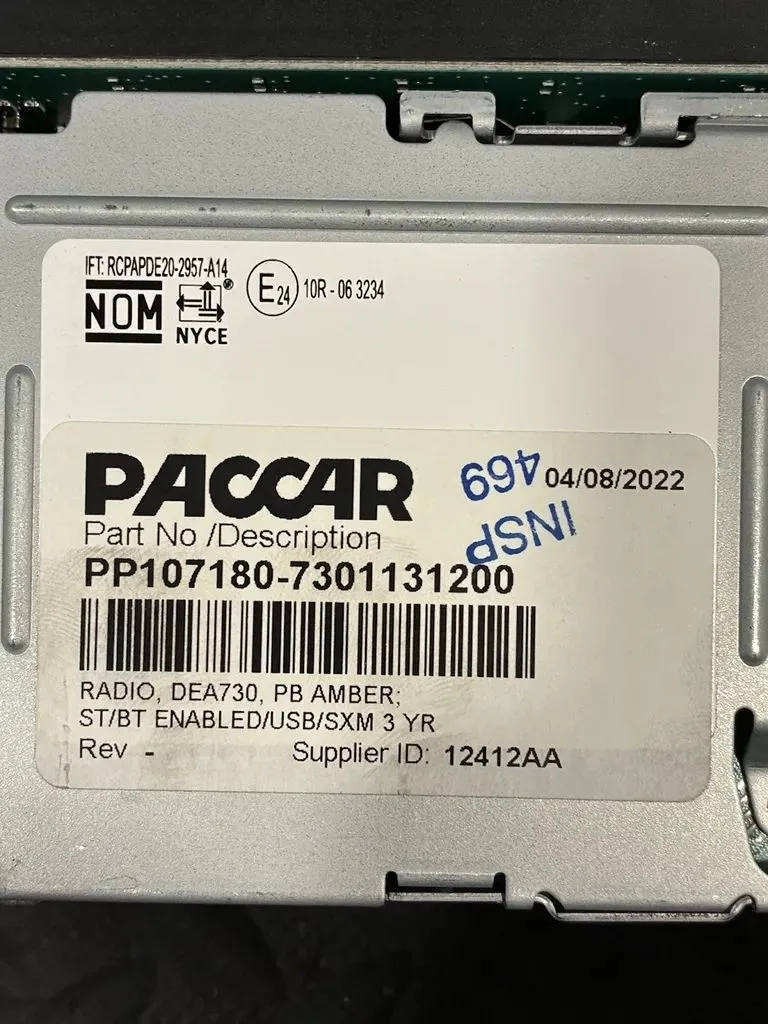 IFT: RCPAPDE20-2957-A14
NOM
NYCE
E24 10R - 06 3234
PACCAR
469 04/08/2022
INSP
Part No /Description
PP107180-7301131200
RADIO, DEA730, PB AMBER;
ST/BT ENABLED/USB/SXM 3 YR
Rev - Supplier ID: 12412AA